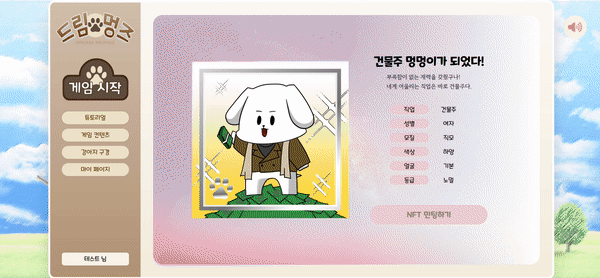 드림멍즈
게임 시작
튜토리얼
게임 컨텐츠
강아지 구경
마이 페이지
테스트 님
건물주 멍멍이가 되었다!
부족함이 없는 재력을 갖췄구나!
네게 어울리는 직업은 바로 건물주다.
직업 건물주
성별 여자
모질 직모
색상 하양
얼굴 기본
등급 노멀
NFT 민팅하기